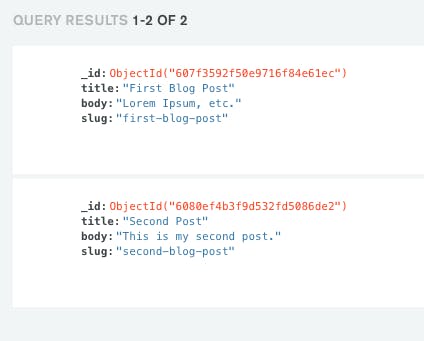 QUERY RESULTS 1-2 OF 2
_id: ObjectId("607f3592f50e9716f84e61ec")
title: "First Blog Post"
body: "Lorem Ipsum, etc."
slug: "first-blog-post"
_id: ObjectId("6080ef4b3f9d532fd5086de2")
title: "Second Post"
body: "This is my second post."
slug: "second-blog-post"